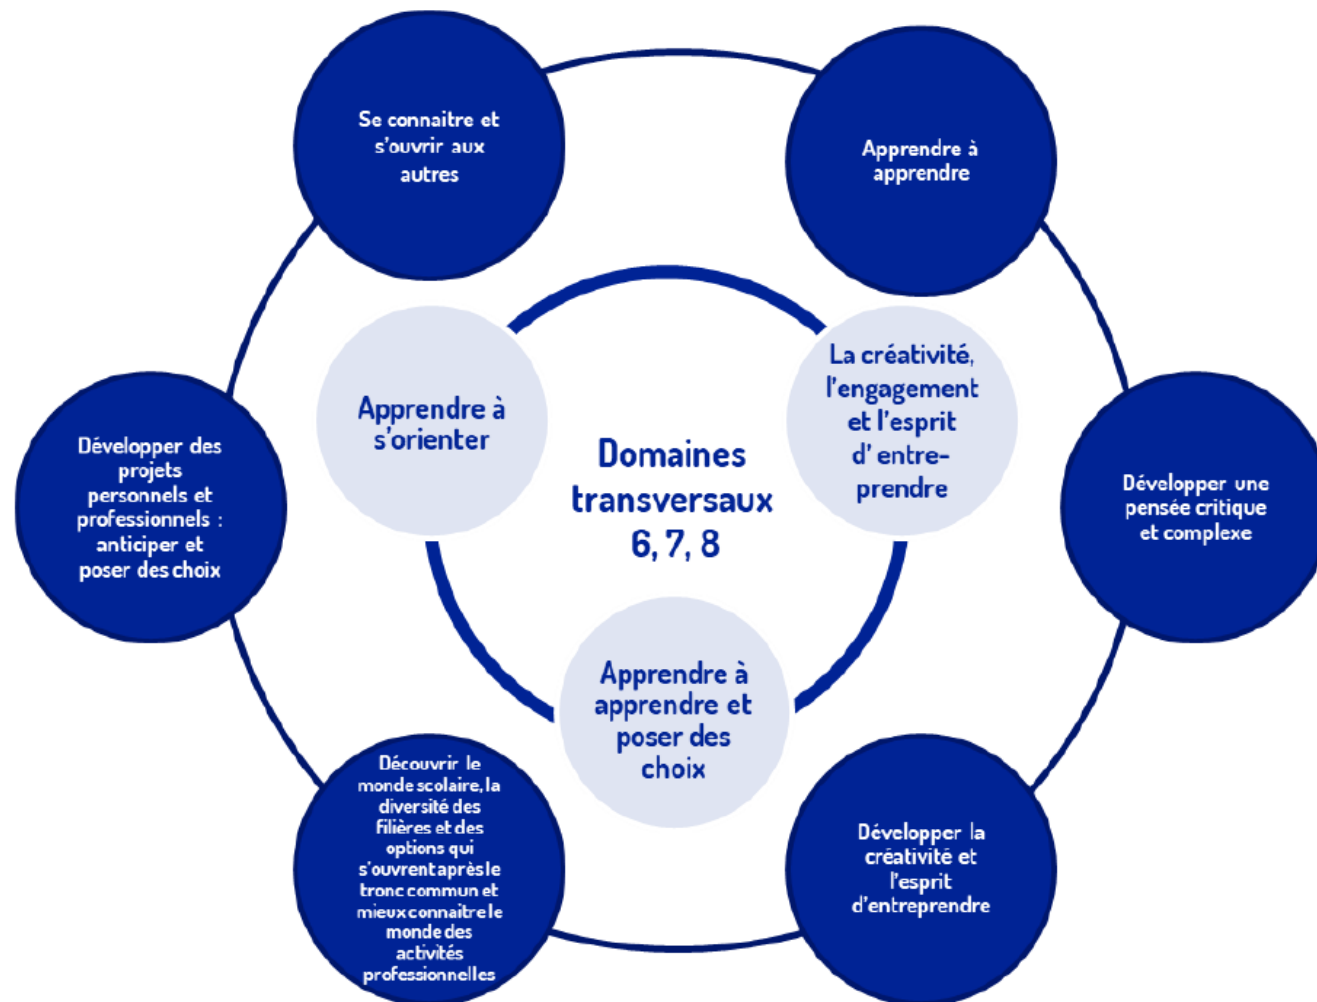 Se connaitre et
s'ouvrir aux
autres
Apprendre à
apprendre
La créativité,
l'engagement
et l'esprit
d' entre-
prendre
Apprendre à
s'orienter
Domaines
transversaux
6, 7, 8
Développer des
projets
personnels et
professionnels :
anticiper et
poser des choix
Développer une
pensée critique
et complexe
Apprendre à
apprendre et
poser des
choix
Découvrir le
monde scolaire, la
diversité des
filières et des
options qui
s'ouvrent après le
tronc commun et
mieux connaitre le
monde des
activités
professionnelles
Développer la
créativité et
l'esprit
d'entreprendre